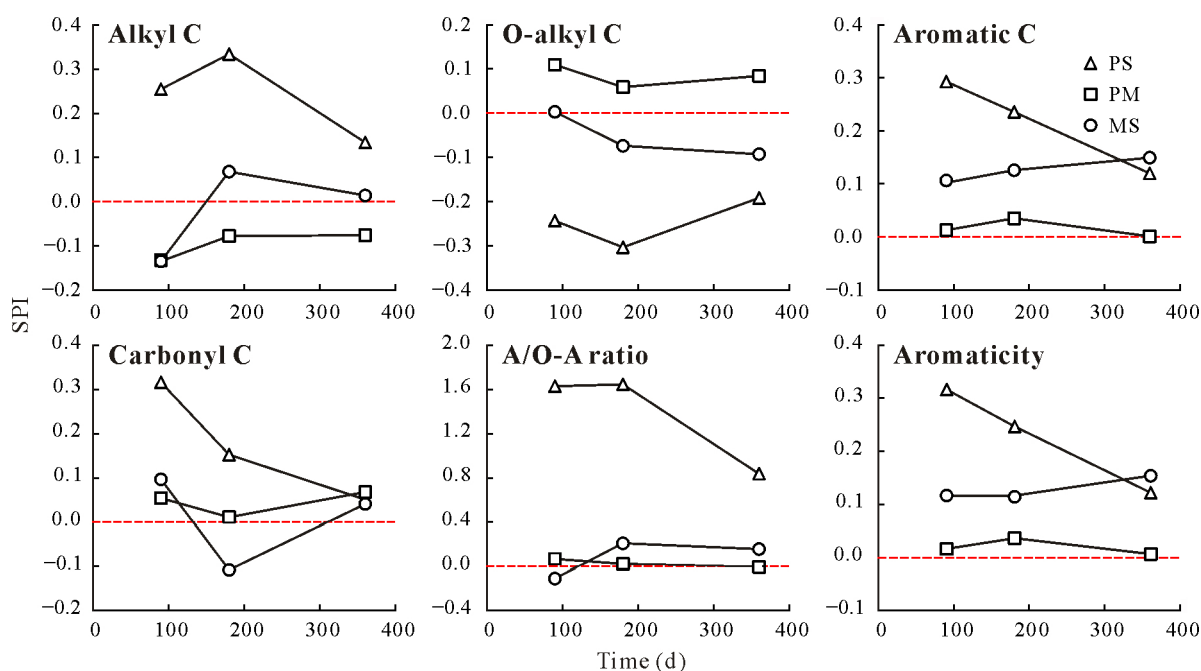 Alkyl C
0.4
0.3
0.2
0.1
0.0
−0.1
−0.2
0 100 200 300 400
O-alkyl C
0.2
0.1
0.0
−0.1
−0.2
−0.3
−0.4
0 100 200 300 400
Aromatic C
PS
PM
MS
0.4
0.3
0.2
0.1
0.0
−0.1
0 100 200 300 400
SPI
Carbonyl C
0.4
0.3
0.2
0.1
0.0
−0.1
−0.2
0 100 200 300 400
A/O-A ratio
2.0
1.6
1.2
0.8
0.4
0.0
−0.4
0 100 200 300 400
Aromaticity
0.4
0.3
0.2
0.1
0.0
−0.1
0 100 200 300 400
Time (d)